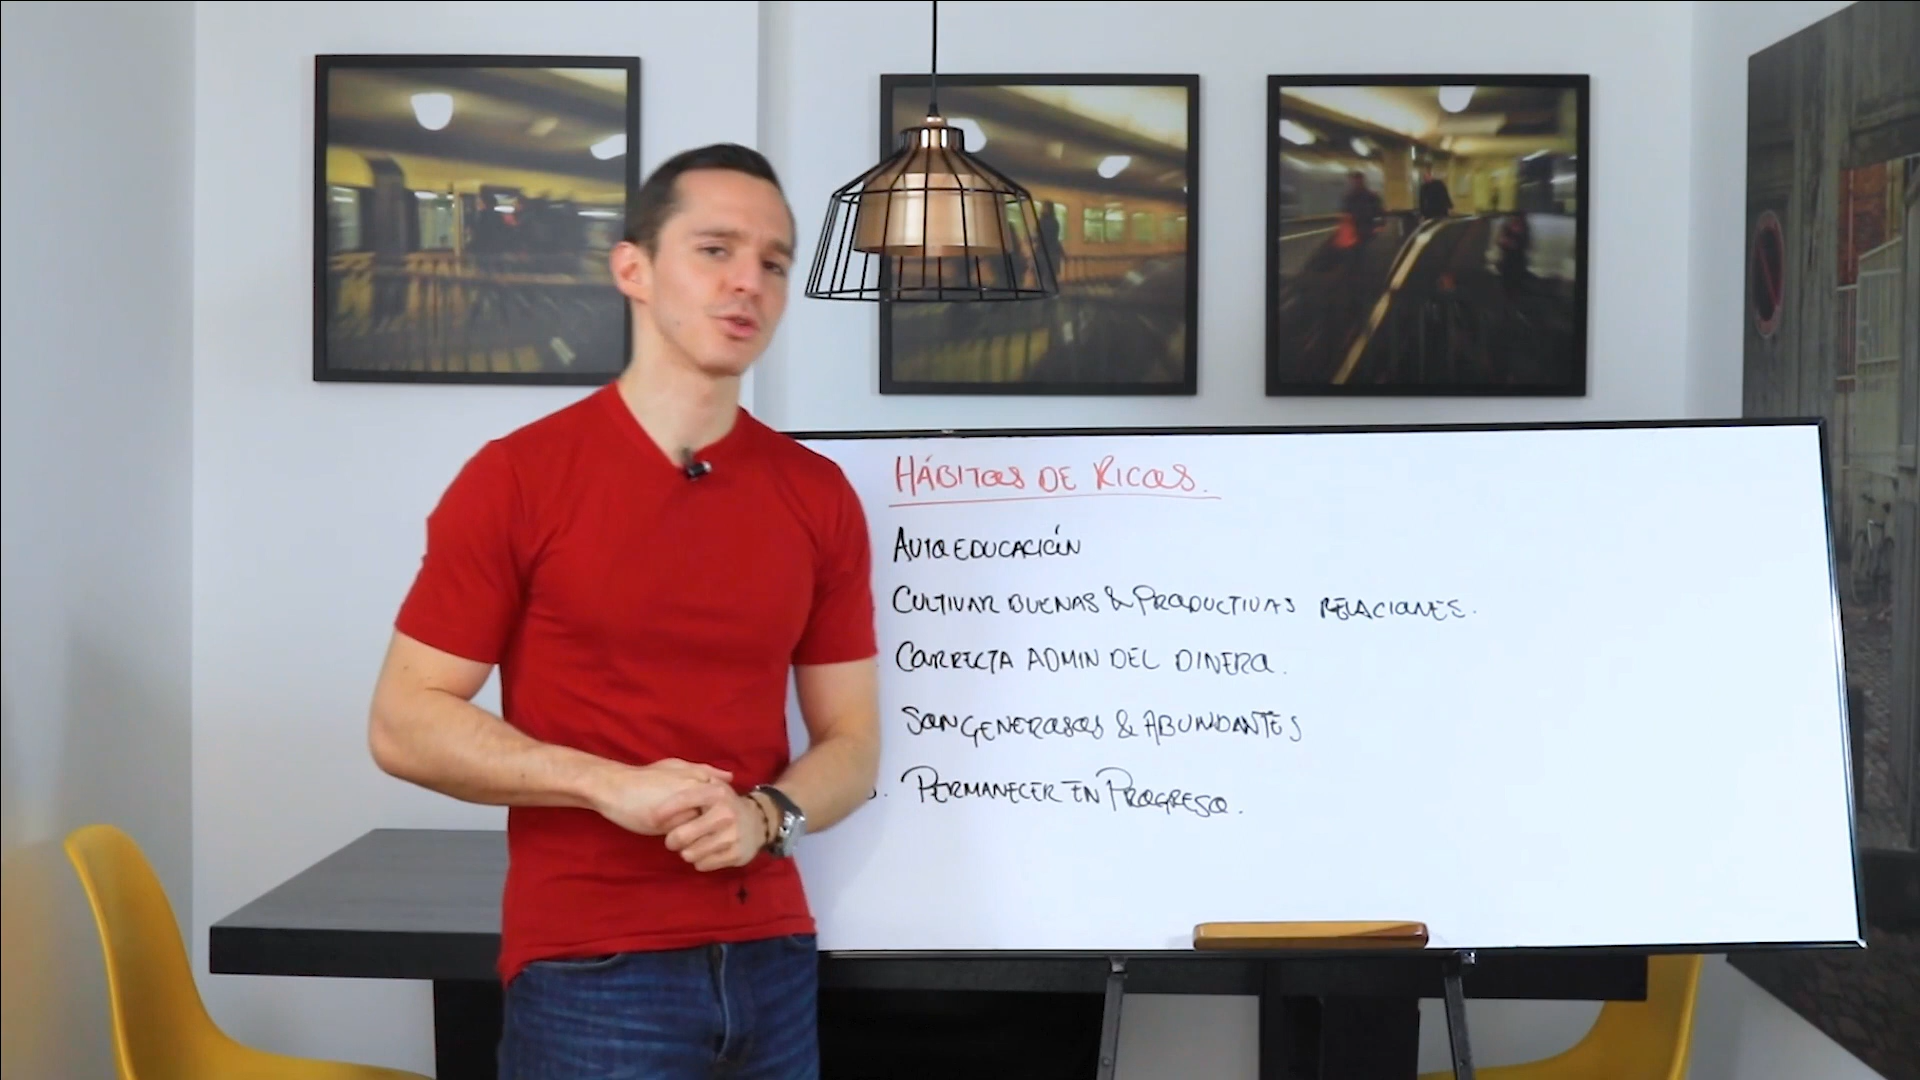 HÁBITOS DE RICOS.
AUTOEDUCACIÓN
CULTIVAR BUENAS & PRODUCTIVAS RELACIONES.
CORRECTA ADMIN DEL DINERO.
SON GENEROSOS & ABUNDANTES
PERMANECER EN PROGRESO.